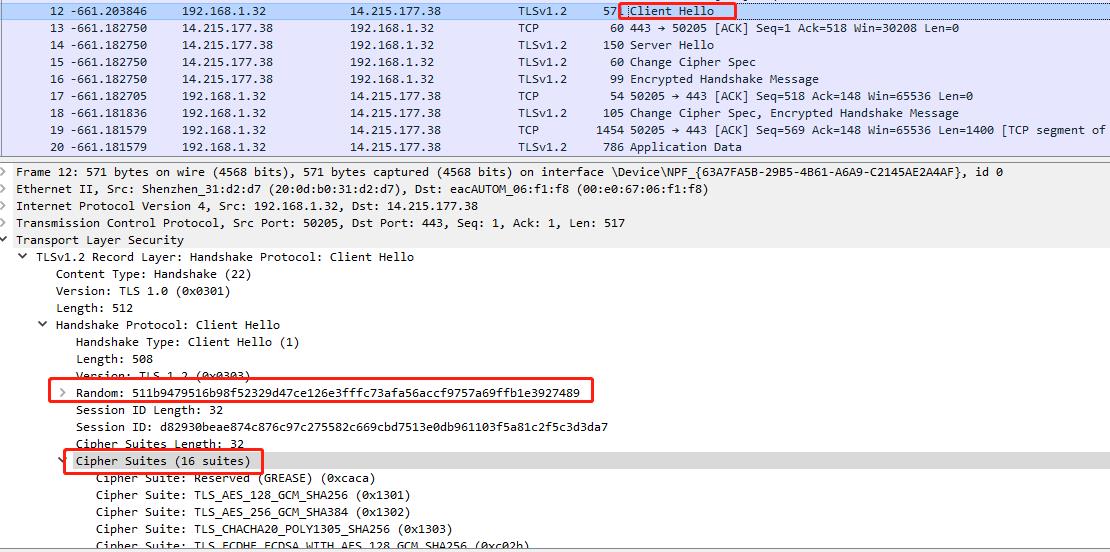 12 -661.203846 192.168.1.32 14.215.177.38 TLSv1.2 571 Client Hello
13 -661.182750 14.215.177.38 192.168.1.32 TCP 60 443 → 50205 [ACK] Seq=1 Ack=518 Win=30208 Len=0
14 -661.182750 14.215.177.38 192.168.1.32 TLSv1.2 150 Server Hello
15 -661.182750 14.215.177.38 192.168.1.32 TLSv1.2 60 Change Cipher Spec
16 -661.182750 14.215.177.38 192.168.1.32 TLSv1.2 99 Encrypted Handshake Message
17 -661.182705 192.168.1.32 14.215.177.38 TCP 54 50205 → 443 [ACK] Seq=518 Ack=148 Win=65536 Len=0
18 -661.181836 192.168.1.32 14.215.177.38 TLSv1.2 105 Change Cipher Spec, Encrypted Handshake Message
19 -661.181579 192.168.1.32 14.215.177.38 TCP 1454 50205 → 443 [ACK] Seq=569 Ack=148 Win=65536 Len=1400 [TCP segment of
20 -661.181579 192.168.1.32 14.215.177.38 TLSv1.2 786 Application Data
Frame 12: 571 bytes on wire (4568 bits), 571 bytes captured (4568 bits) on interface \Device\NPF_{63A7FA5B-29B5-4B61-A6A9-C2145AE2A4AF}, id 0
Ethernet II, Src: Shenzhen_31:d2:d7 (20:0d:b0:31:d2:d7), Dst: eacAUTOM_06:f1:f8 (00:e0:67:06:f1:f8)
Internet Protocol Version 4, Src: 192.168.1.32, Dst: 14.215.177.38
Transmission Control Protocol, Src Port: 50205, Dst Port: 443, Seq: 1, Ack: 1, Len: 517
Transport Layer Security
TLSv1.2 Record Layer: Handshake Protocol: Client Hello
Content Type: Handshake (22)
Version: TLS 1.0 (0x0301)
Length: 512
Handshake Protocol: Client Hello
Handshake Type: Client Hello (1)
Length: 508
Version: TLS 1.2 (0x0303)
Random: 511b9479516b98f52329d47ce126e3fffc73afa56accf9757a69ffb1e3927489
Session ID Length: 32
Session ID: d82930beae874c876c97c275582c669cbd7513e0db961103f5a81c2f5c3d3da7
Cipher Suites Length: 32
Cipher Suites (16 suites)
Cipher Suite: Reserved (GREASE) (0xcaca)
Cipher Suite: TLS_AES_128_GCM_SHA256 (0x1301)
Cipher Suite: TLS_AES_256_GCM_SHA384 (0x1302)
Cipher Suite: TLS_CHACHA20_POLY1305_SHA256 (0x1303)
Cipher Suite: TLS_ECDHE_ECDSA_WITH_AES_128_GCM_SHA256 (0xc02b)